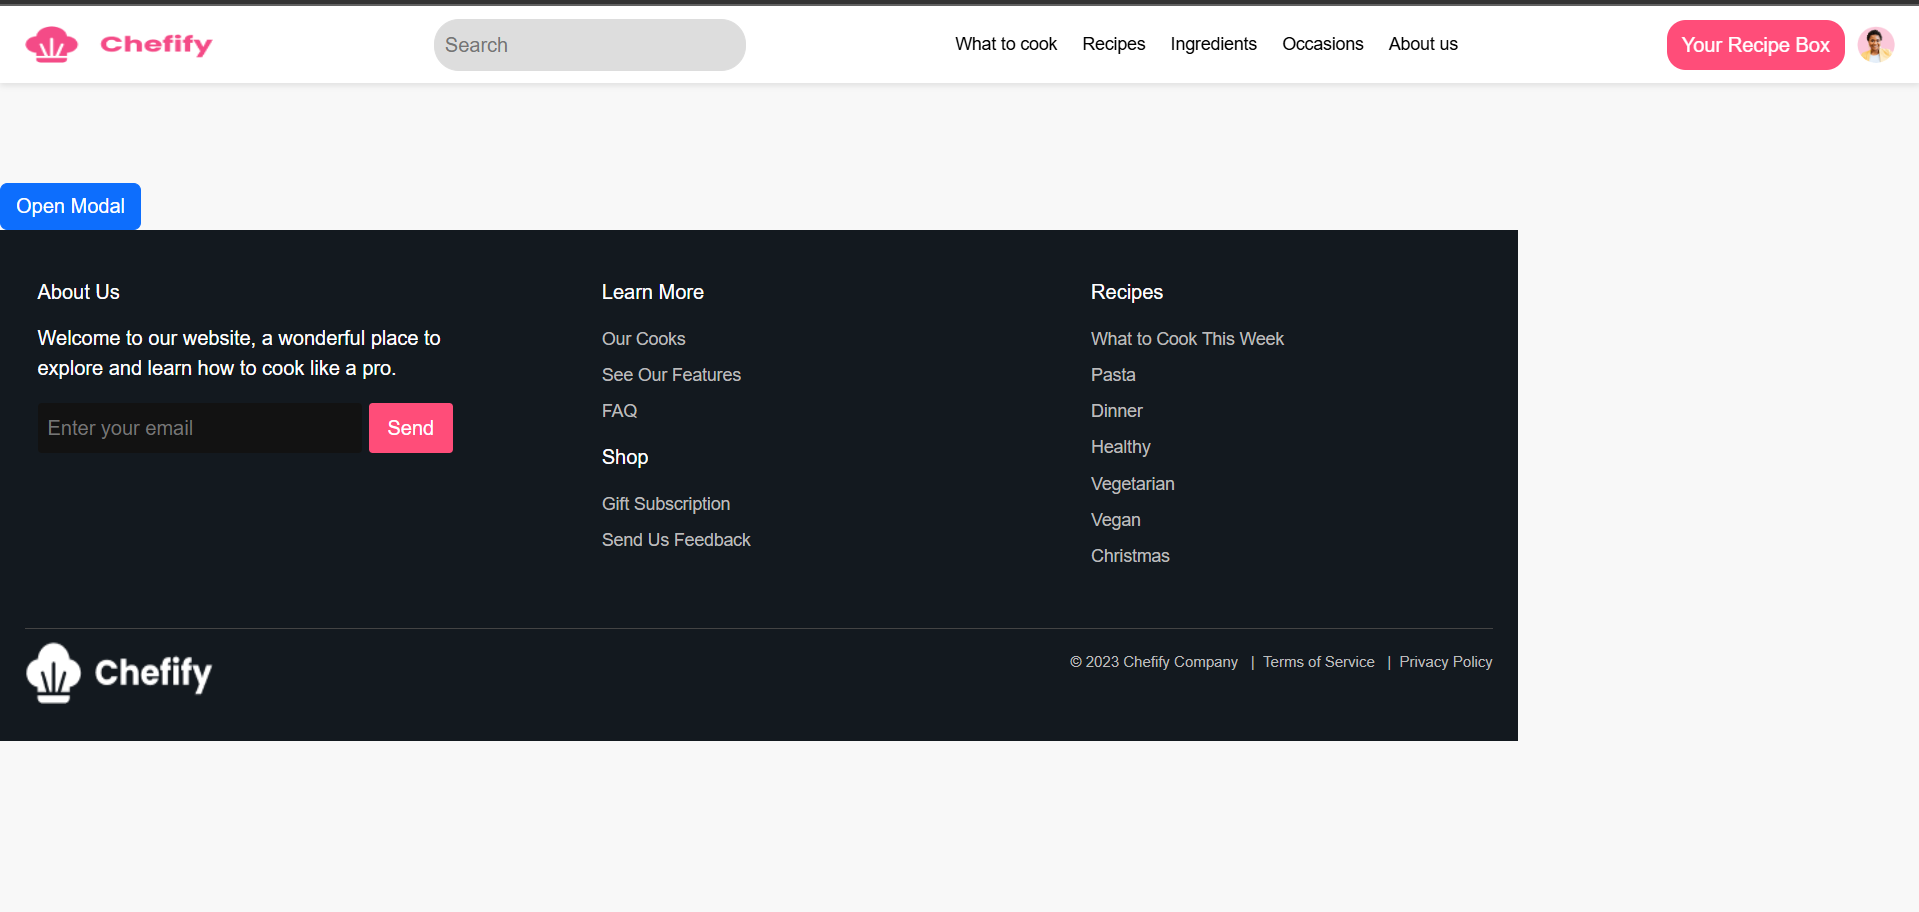 Chefify
Search
What to cook
Recipes
Ingredients
Occasions
About us
Your Recipe Box
Open Modal
About Us
Welcome to our website, a wonderful place to
explore and learn how to cook like a pro.
Enter your email
Send
Learn More
Our Cooks
See Our Features
FAQ
Shop
Gift Subscription
Send Us Feedback
Recipes
What to Cook This Week
Pasta
Dinner
Healthy
Vegetarian
Vegan
Christmas
Chefify
© 2023 Chefify Company | Terms of Service | Privacy Policy